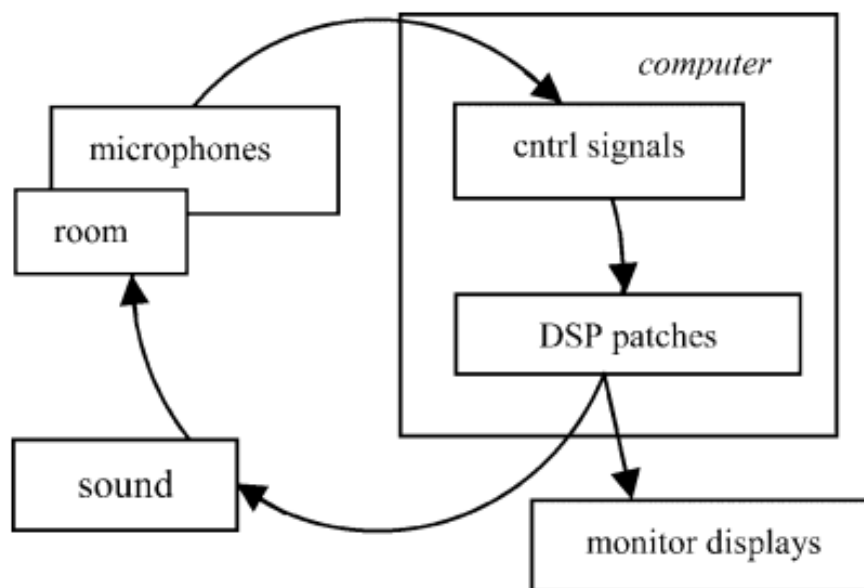 computer
microphones
cntrl signals
room
DSP patches
sound
monitor displays